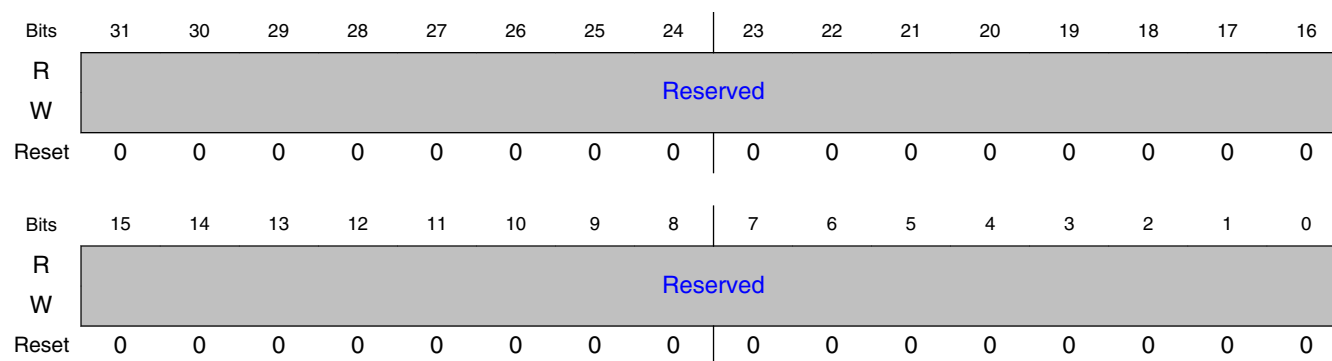 Bits 31 30 29 28 27 26 25 24 23 22 21 20 19 18 17 16
R
Reserved
W
Reset 0 0 0 0 0 0 0 0 0 0 0 0 0 0 0 0
Bits 15 14 13 12 11 10 9 8 7 6 5 4 3 2 1 0
R
Reserved
W
Reset 0 0 0 0 0 0 0 0 0 0 0 0 0 0 0 0